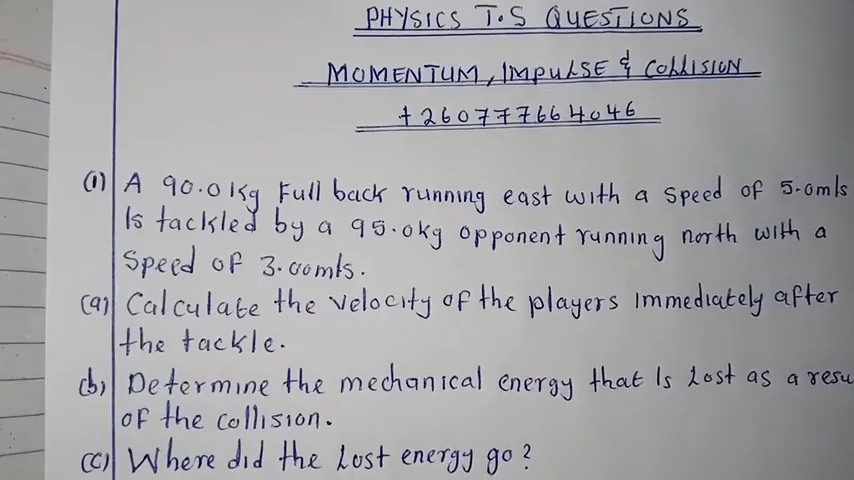 PHYSICS T.S QUESTIONS
MOMENTUM, IMPULSE & COLLISION
+260777664046
(1) A 90.0kg Full back running east with a speed of 5.0m/s
Is tackled by a 95.0kg opponent running north with a
speed of 3.00m/s.
(a) Calculate the velocity of the players immediately after
the tackle.
(b) Determine the mechanical energy that Is Lost as a resu
of the collision.
(c) Where did the Lost energy go?